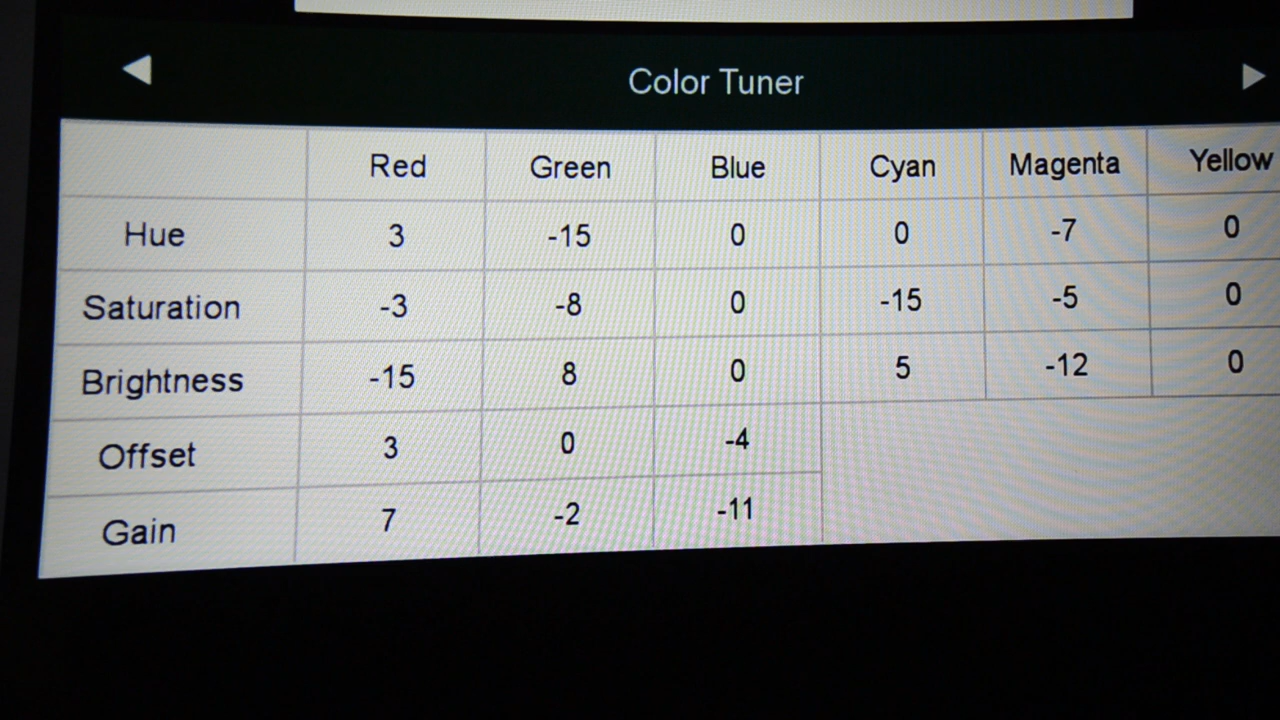 Color Tuner
Red Green Blue Cyan Magenta Yellow
Hue 3 -15 0 0 -7 0
Saturation -3 -8 0 -15 -5 0
Brightness -15 8 0 5 -12 0
Offset 3 0 -4
Gain 7 -2 -11